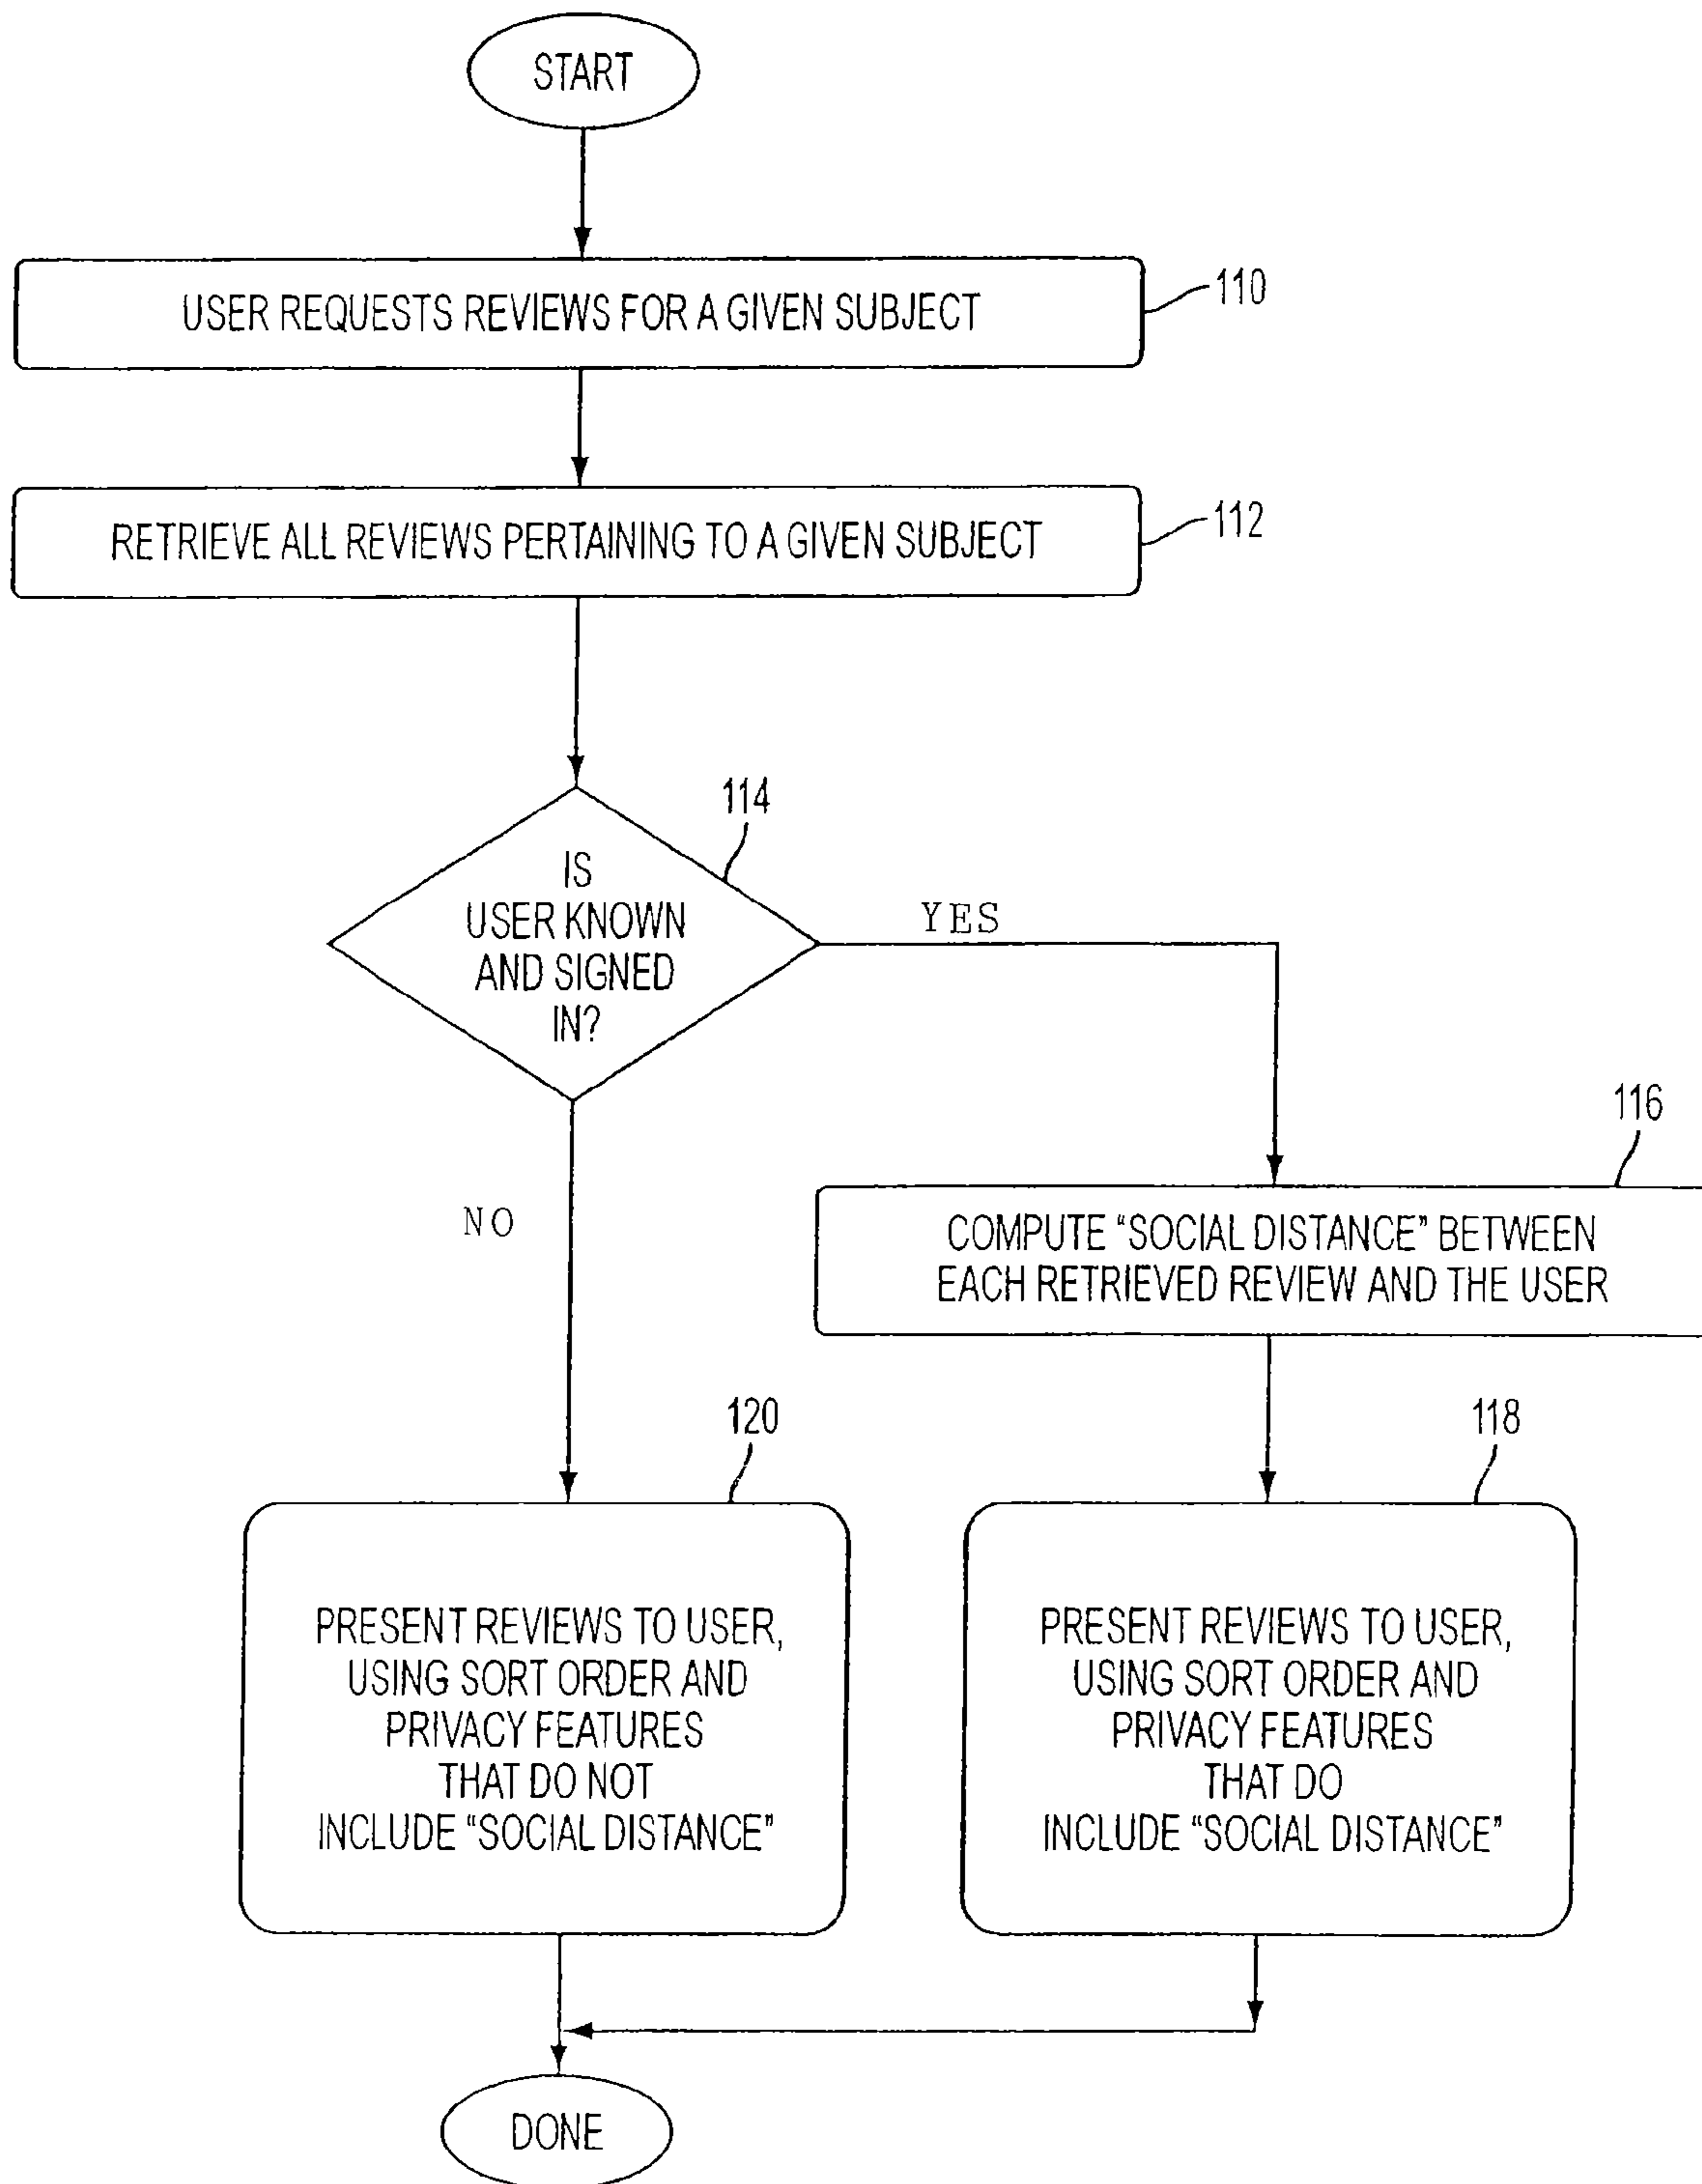 START
USER REQUESTS REVIEWS FOR A GIVEN SUBJECT
110
RETRIEVE ALL REVIEWS PERTAINING TO A GIVEN SUBJECT
112
114
IS
USER KNOWN
AND SIGNED
IN?
YES
NO
116
COMPUTE “SOCIAL DISTANCE” BETWEEN
EACH RETRIEVED REVIEW AND THE USER
120
PRESENT REVIEWS TO USER,
USING SORT ORDER AND
PRIVACY FEATURES
THAT DO NOT
INCLUDE “SOCIAL DISTANCE”
118
PRESENT REVIEWS TO USER,
USING SORT ORDER AND
PRIVACY FEATURES
THAT DO
INCLUDE “SOCIAL DISTANCE”
DONE